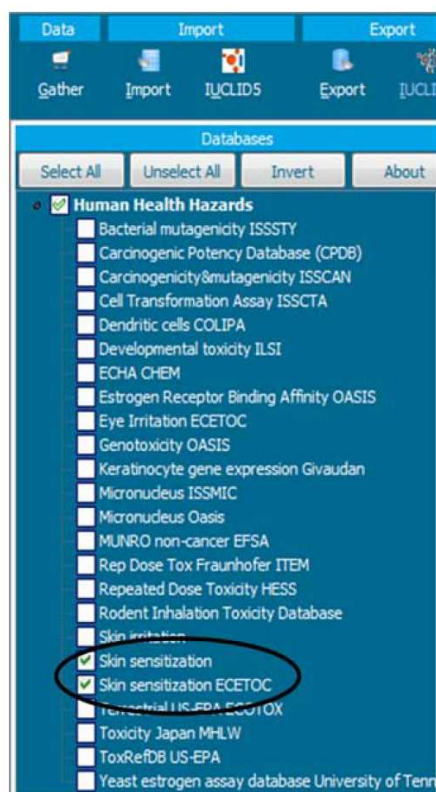 Data Import Export
Gather Import IUCLID5 Export IUCLI
Databases
Select All Unselect All Invert About
Human Health Hazards
Bacterial mutagenicity ISSSTY
Carcinogenic Potency Database (CPDB)
Carcinogenicity&mutagenicity ISSCAN
Cell Transformation Assay ISSCTA
Dendritic cells COLIPA
Developmental toxicity ILSI
ECHA CHEM
Estrogen Receptor Binding Affinity OASIS
Eye Irritation ECETOC
Genotoxicity OASIS
Keratinocyte gene expression Givaudan
Micronucleus ISSMIC
Micronucleus Oasis
MUNRO non-cancer EFSA
Rep Dose Tox Fraunhofer ITEM
Repeated Dose Toxicity HESS
Rodent Inhalation Toxicity Database
Skin irritation
Skin sensitization
Skin sensitization ECETOC
Terrestrial US-EPA ECOTOX
Toxicity Japan MHLW
ToxRefDB US-EPA
Yeast estrogen assay database University of Tenn